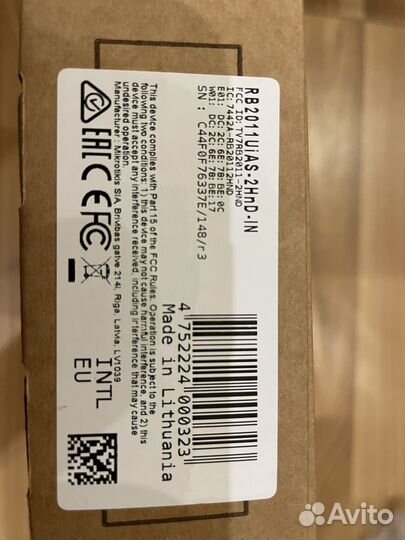 RB2011UiAS-2HnD-IN
FCC ID:TV7RB2011-2HND
IC:7442A-RB20112HND
E01: DC:2C:6E:7B:BE:0C
W01: DC:2C:6E:7B:BE:17
SN: C44F0F76337E/148/r3
4 752224 000323
Made in Lithuania
This device complies with Part 15 of the FCC Rules. Operation is subject to the
following two conditions: 1) this device may not cause harmful interference, and 2) this
device must accept any interference received, including interference that may cause
undesired operation.
Manufacturer: Mikrotikls SIA, Brivibas gatve 214i, Riga, Latvia, LV1039
EAC CE FC
INTL
EU
Avito